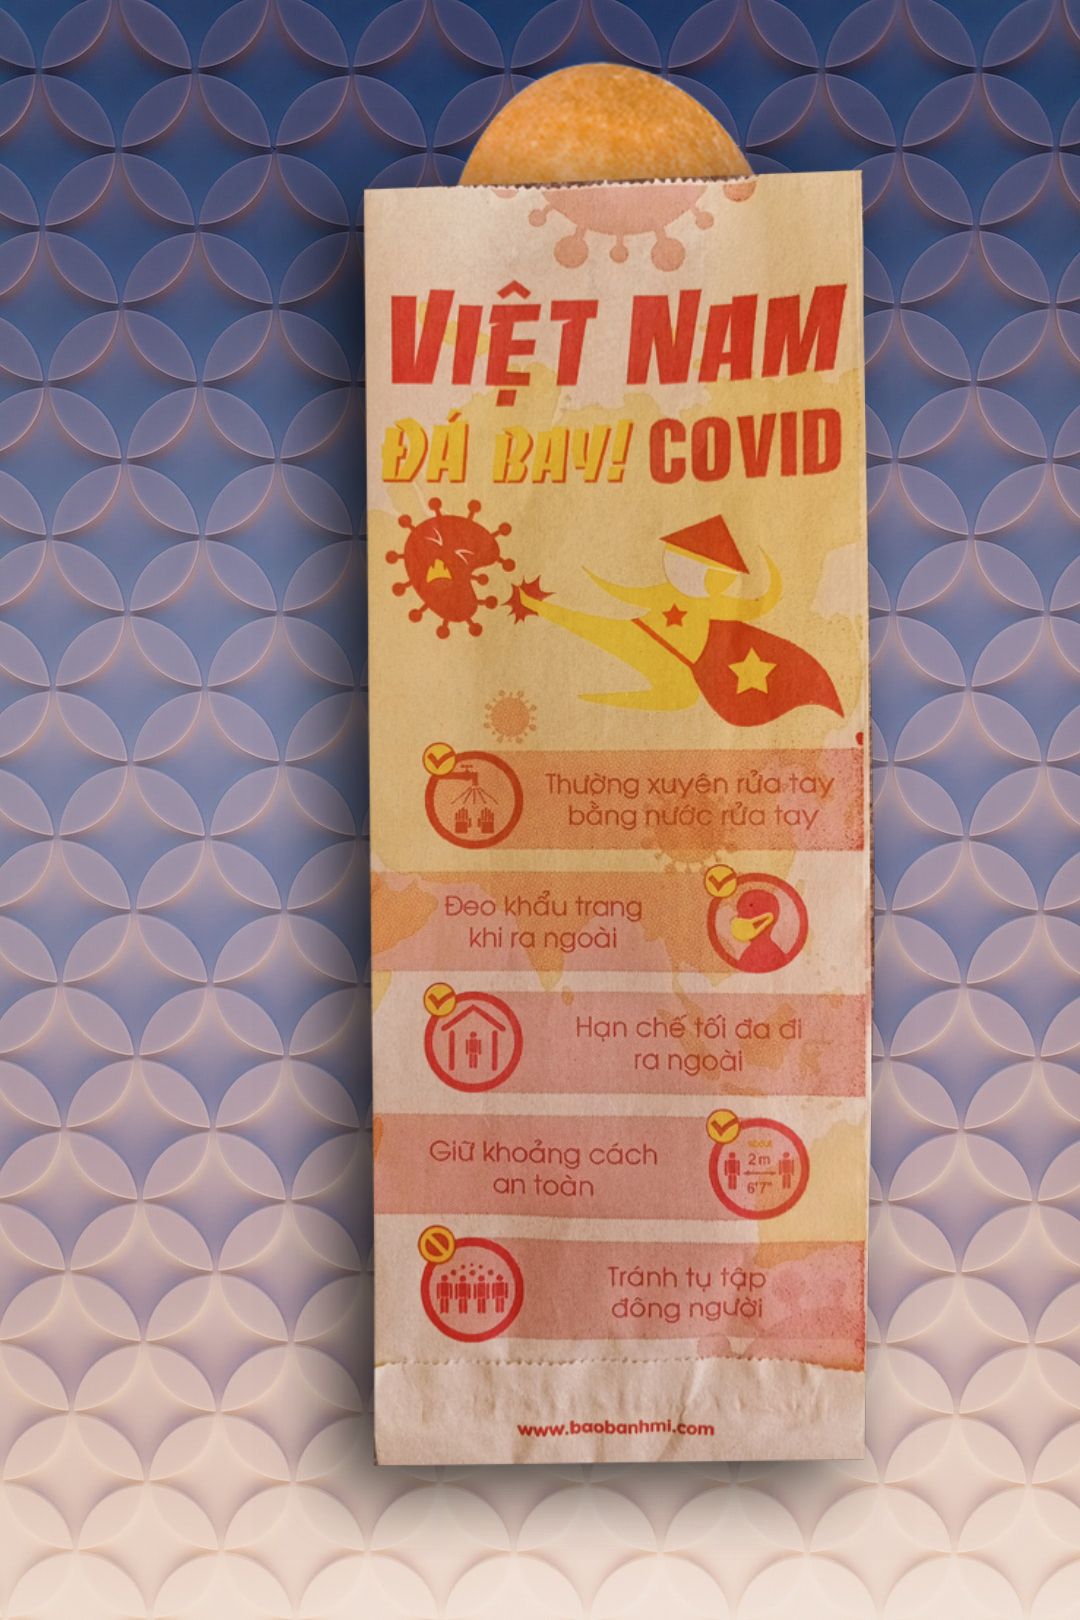 VIỆT NAM
ĐÁ BAY! COVID
Thường xuyên rửa tay
bằng nước rửa tay
Đeo khẩu trang
khi ra ngoài
Hạn chế tối đa đi
ra ngoài
Giữ khoảng cách
an toàn
about
2m
6'7"
Tránh tụ tập
đông người
www.baobanhmi.com